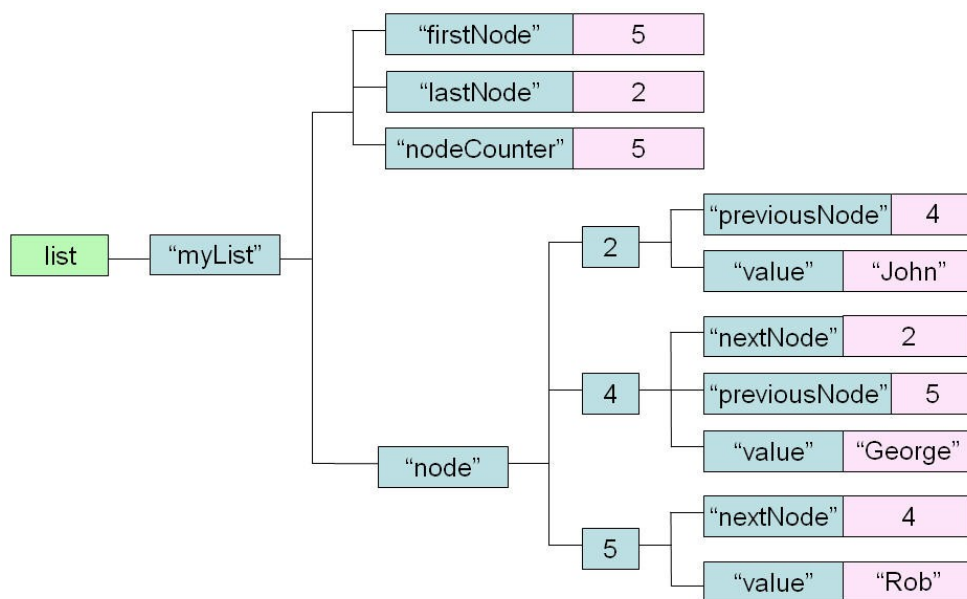 “firstNode” 5
“lastNode” 2
“nodeCounter” 5
list “myList”
“node”
2
“previousNode” 4
“value” “John”
4
“nextNode” 2
“previousNode” 5
“value” “George”
5
“nextNode” 4
“value” “Rob”